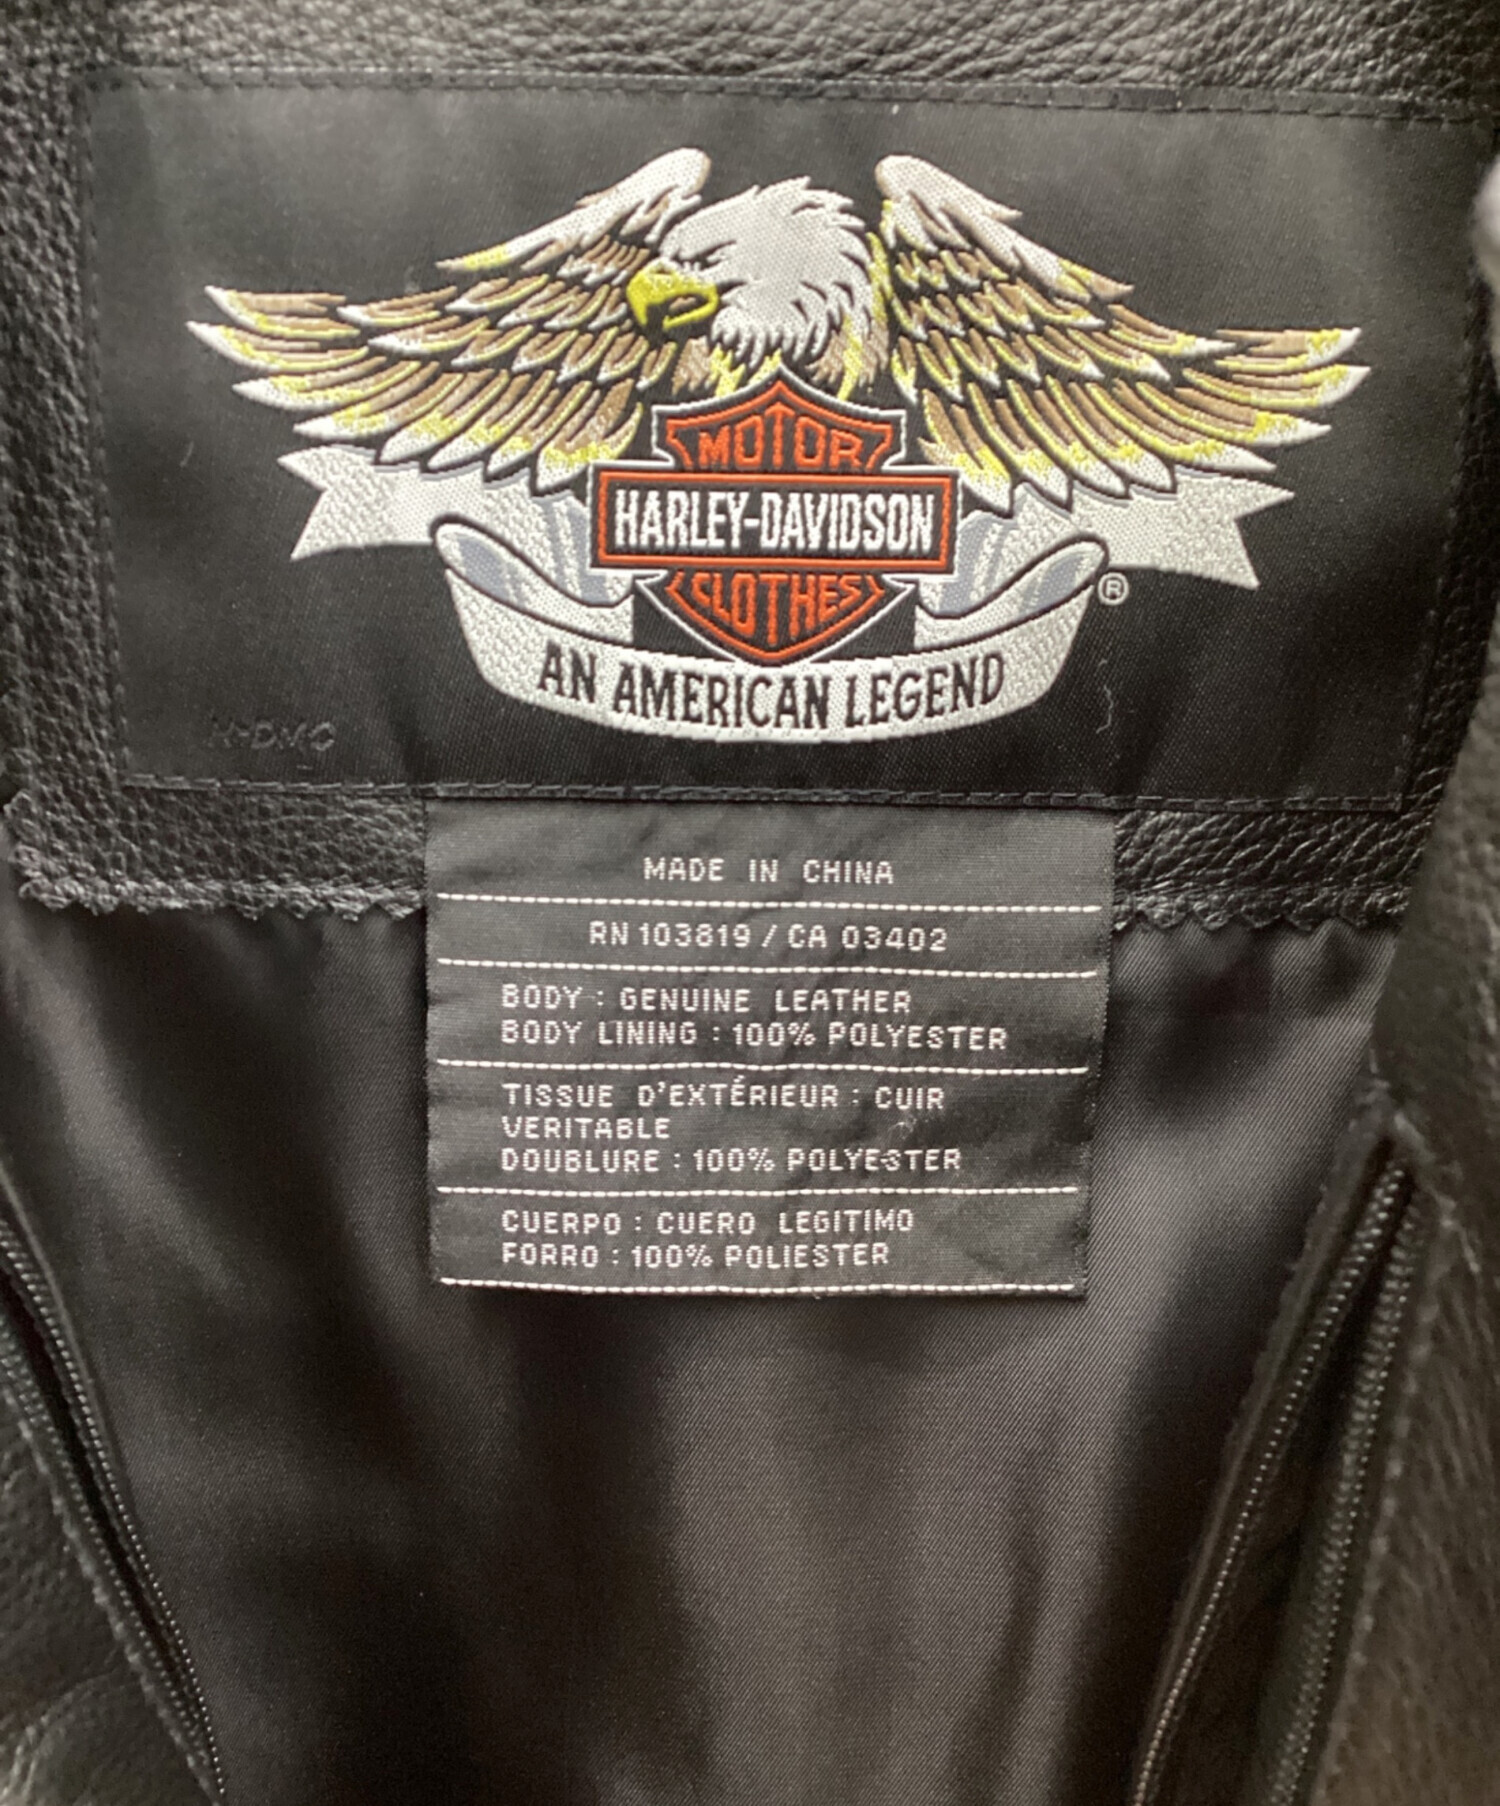 MOTOR
HARLEY-DAVIDSON
CLOTHES
®
AN AMERICAN LEGEND
H-DMC
MADE IN CHINA
RN 103819 / CA 03402
BODY : GENUINE LEATHER
BODY LINING : 100% POLYESTER
TISSUE D'EXTÉRIEUR : CUIR
VERITABLE
DOUBLURE : 100% POLYESTER
CUERPO : CUERO LEGITIMO
FORRO : 100% POLIESTER